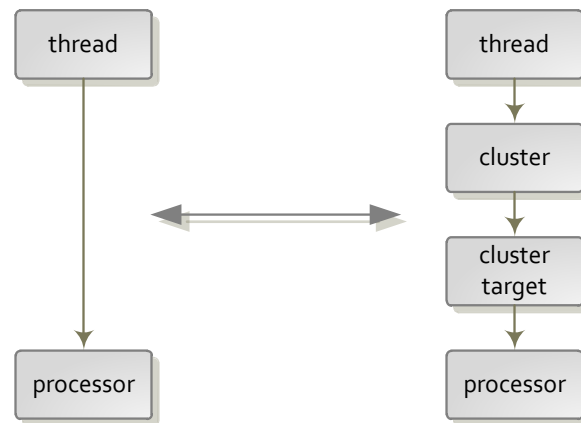 thread
processor
thread
cluster
cluster
target
processor